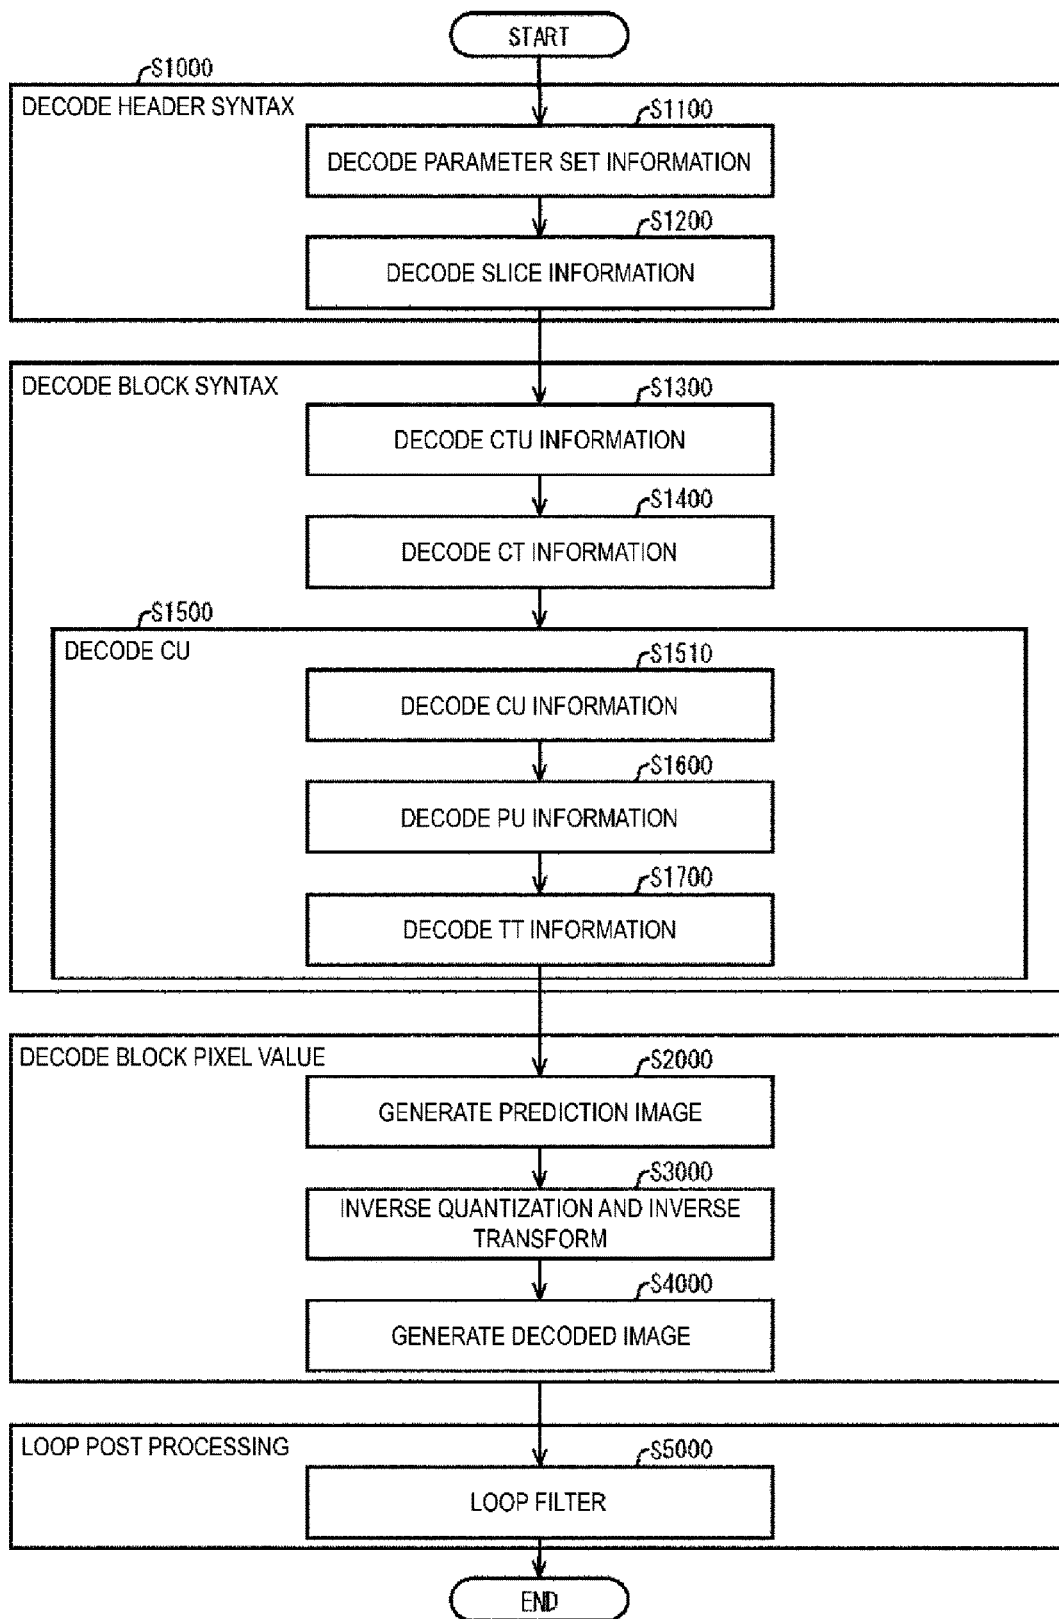 START
S1000
DECODE HEADER SYNTAX
S1100
DECODE PARAMETER SET INFORMATION
S1200
DECODE SLICE INFORMATION
DECODE BLOCK SYNTAX
S1300
DECODE CTU INFORMATION
S1400
DECODE CT INFORMATION
S1500
DECODE CU
S1510
DECODE CU INFORMATION
S1600
DECODE PU INFORMATION
S1700
DECODE TT INFORMATION
DECODE BLOCK PIXEL VALUE
S2000
GENERATE PREDICTION IMAGE
S3000
INVERSE QUANTIZATION AND INVERSE
TRANSFORM
S4000
GENERATE DECODED IMAGE
LOOP POST PROCESSING
S5000
LOOP FILTER
END